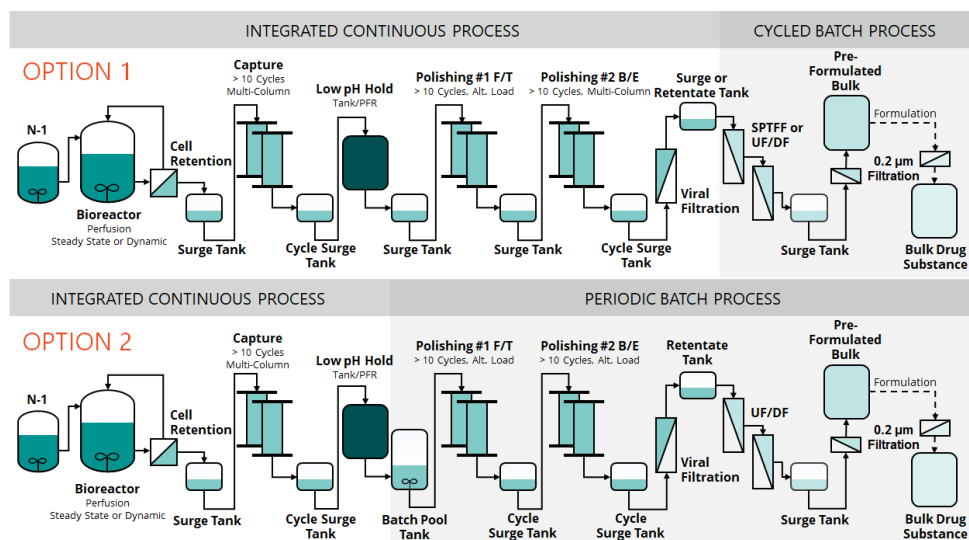 INTEGRATED CONTINUOUS PROCESS
CYCLED BATCH PROCESS
OPTION 1
N-1
Bioreactor
Perfusion
Steady State or Dynamic
Cell
Retention
Surge Tank
Capture
> 10 Cycles
Multi-Column
Cycle Surge
Tank
Low pH Hold
Tank/PFR
Surge Tank
Polishing #1 F/T
> 10 Cycles, Alt. Load
Surge Tank
Polishing #2 B/E
> 10 Cycles, Multi-Column
Cycle Surge
Tank
Viral
Filtration
Surge or
Retentate Tank
SPTFF or
UF/DF
Surge Tank
Pre-
Formulated
Bulk
Formulation
0.2 μm
Filtration
Bulk Drug
Substance
INTEGRATED CONTINUOUS PROCESS
PERIODIC BATCH PROCESS
OPTION 2
N-1
Bioreactor
Perfusion
Steady State or Dynamic
Cell
Retention
Surge Tank
Capture
> 10 Cycles
Multi-Column
Cycle Surge
Tank
Low pH Hold
Tank/PFR
Batch Pool
Tank
Polishing #1 F/T
> 10 Cycles, Alt. Load
Cycle
Surge Tank
Polishing #2 B/E
> 10 Cycles, Alt. Load
Cycle
Surge Tank
Viral
Filtration
Retentate
Tank
UF/DF
Surge Tank
Pre-
Formulated
Bulk
Formulation
0.2 μm
Filtration
Bulk Drug
Substance